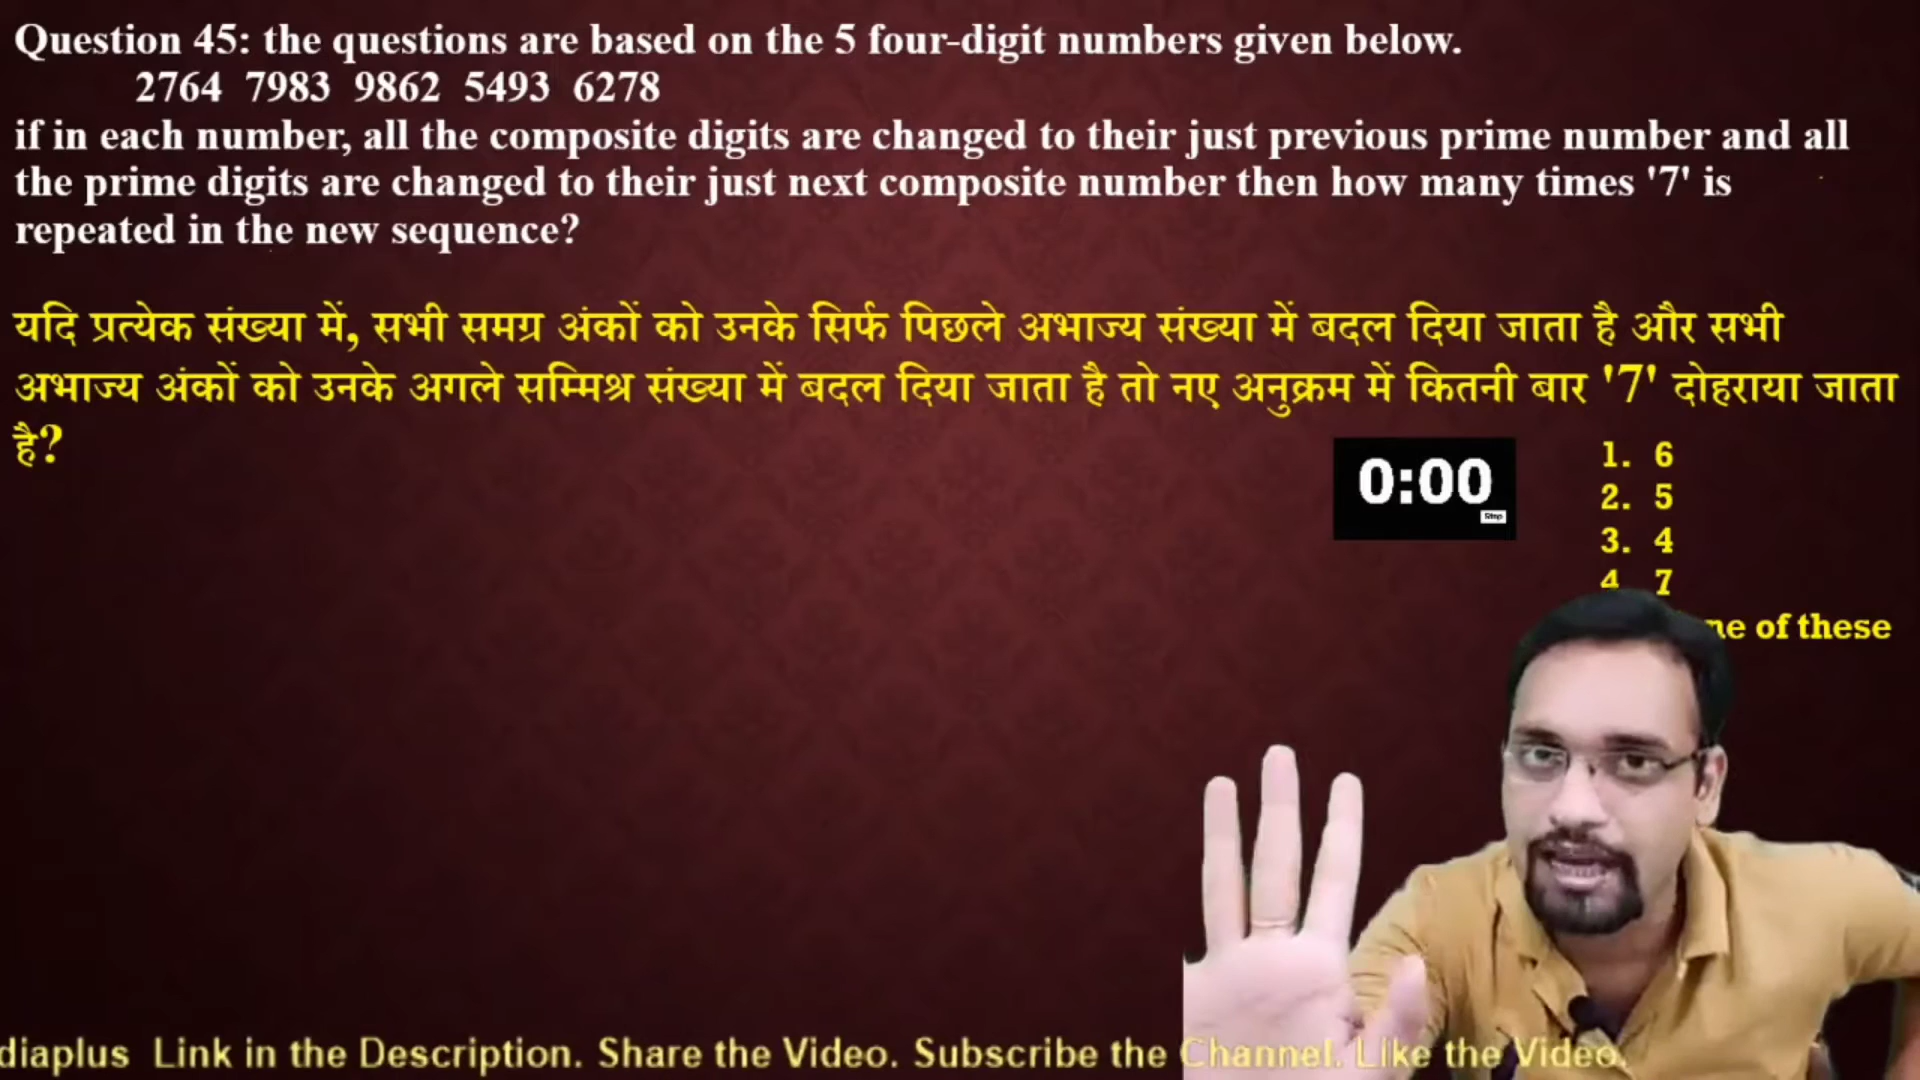 Question 45: the questions are based on the 5 four-digit numbers given below.
2764 7983 9862 5493 6278
if in each number, all the composite digits are changed to their just previous prime number and all
the prime digits are changed to their just next composite number then how many times '7' is
repeated in the new sequence?
यदि प्रत्येक संख्या में, सभी समग्र अंकों को उनके सिर्फ पिछले अभाज्य संख्या में बदल दिया जाता है और सभी
अभाज्य अंकों को उनके अगले सम्मिश्र संख्या में बदल दिया जाता है तो नए अनुक्रम में कितनी बार '7' दोहराया जाता
है?
0:00
Stop
1. 6
2. 5
3. 4
4 7
of these
diaplus Link in the Description. Share the Video. Subscribe the Channel. Like the Video.